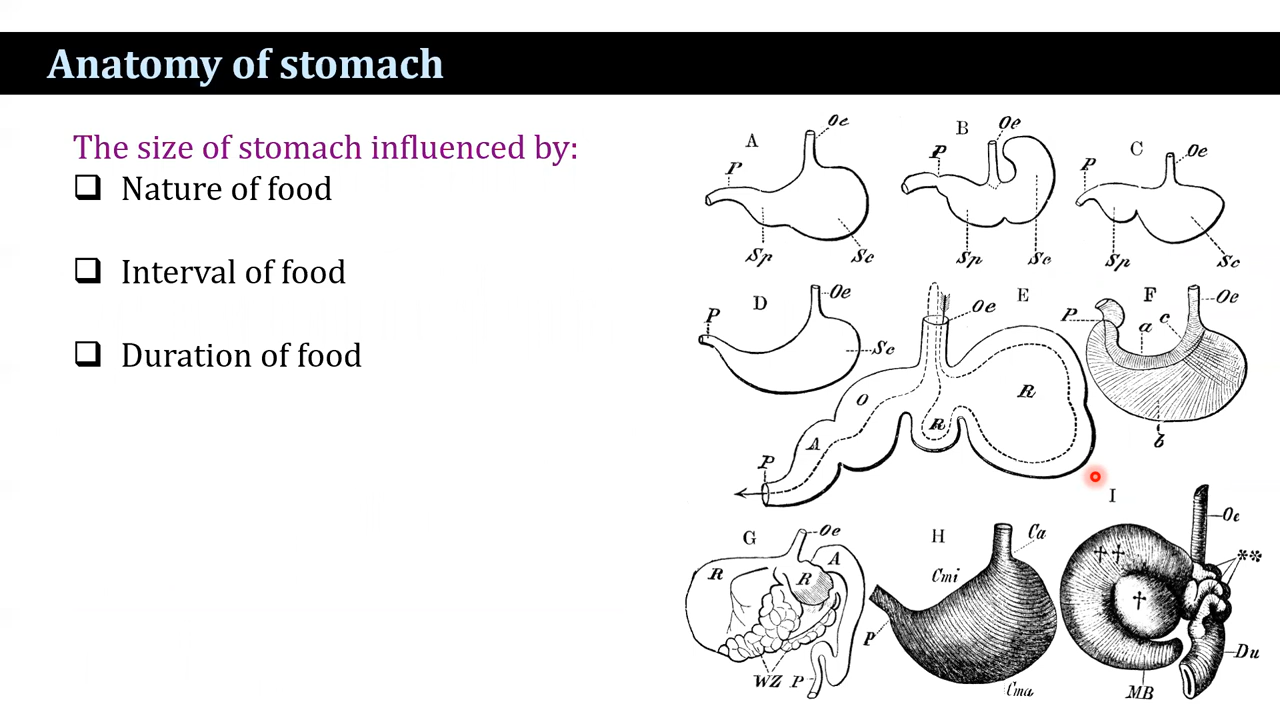 Anatomy of stomach
The size of stomach influenced by:
Nature of food
Interval of food
Duration of food
A Oe P Sp Sc
B Oe P Sp Sc
C Oe P Sp Sc
D Oe P Sc
E Oe R R O A P
F Oe P a c b
G Oe R R A WZ P
H Ca Cmi P Cma
I Oe †† † ** Du MB